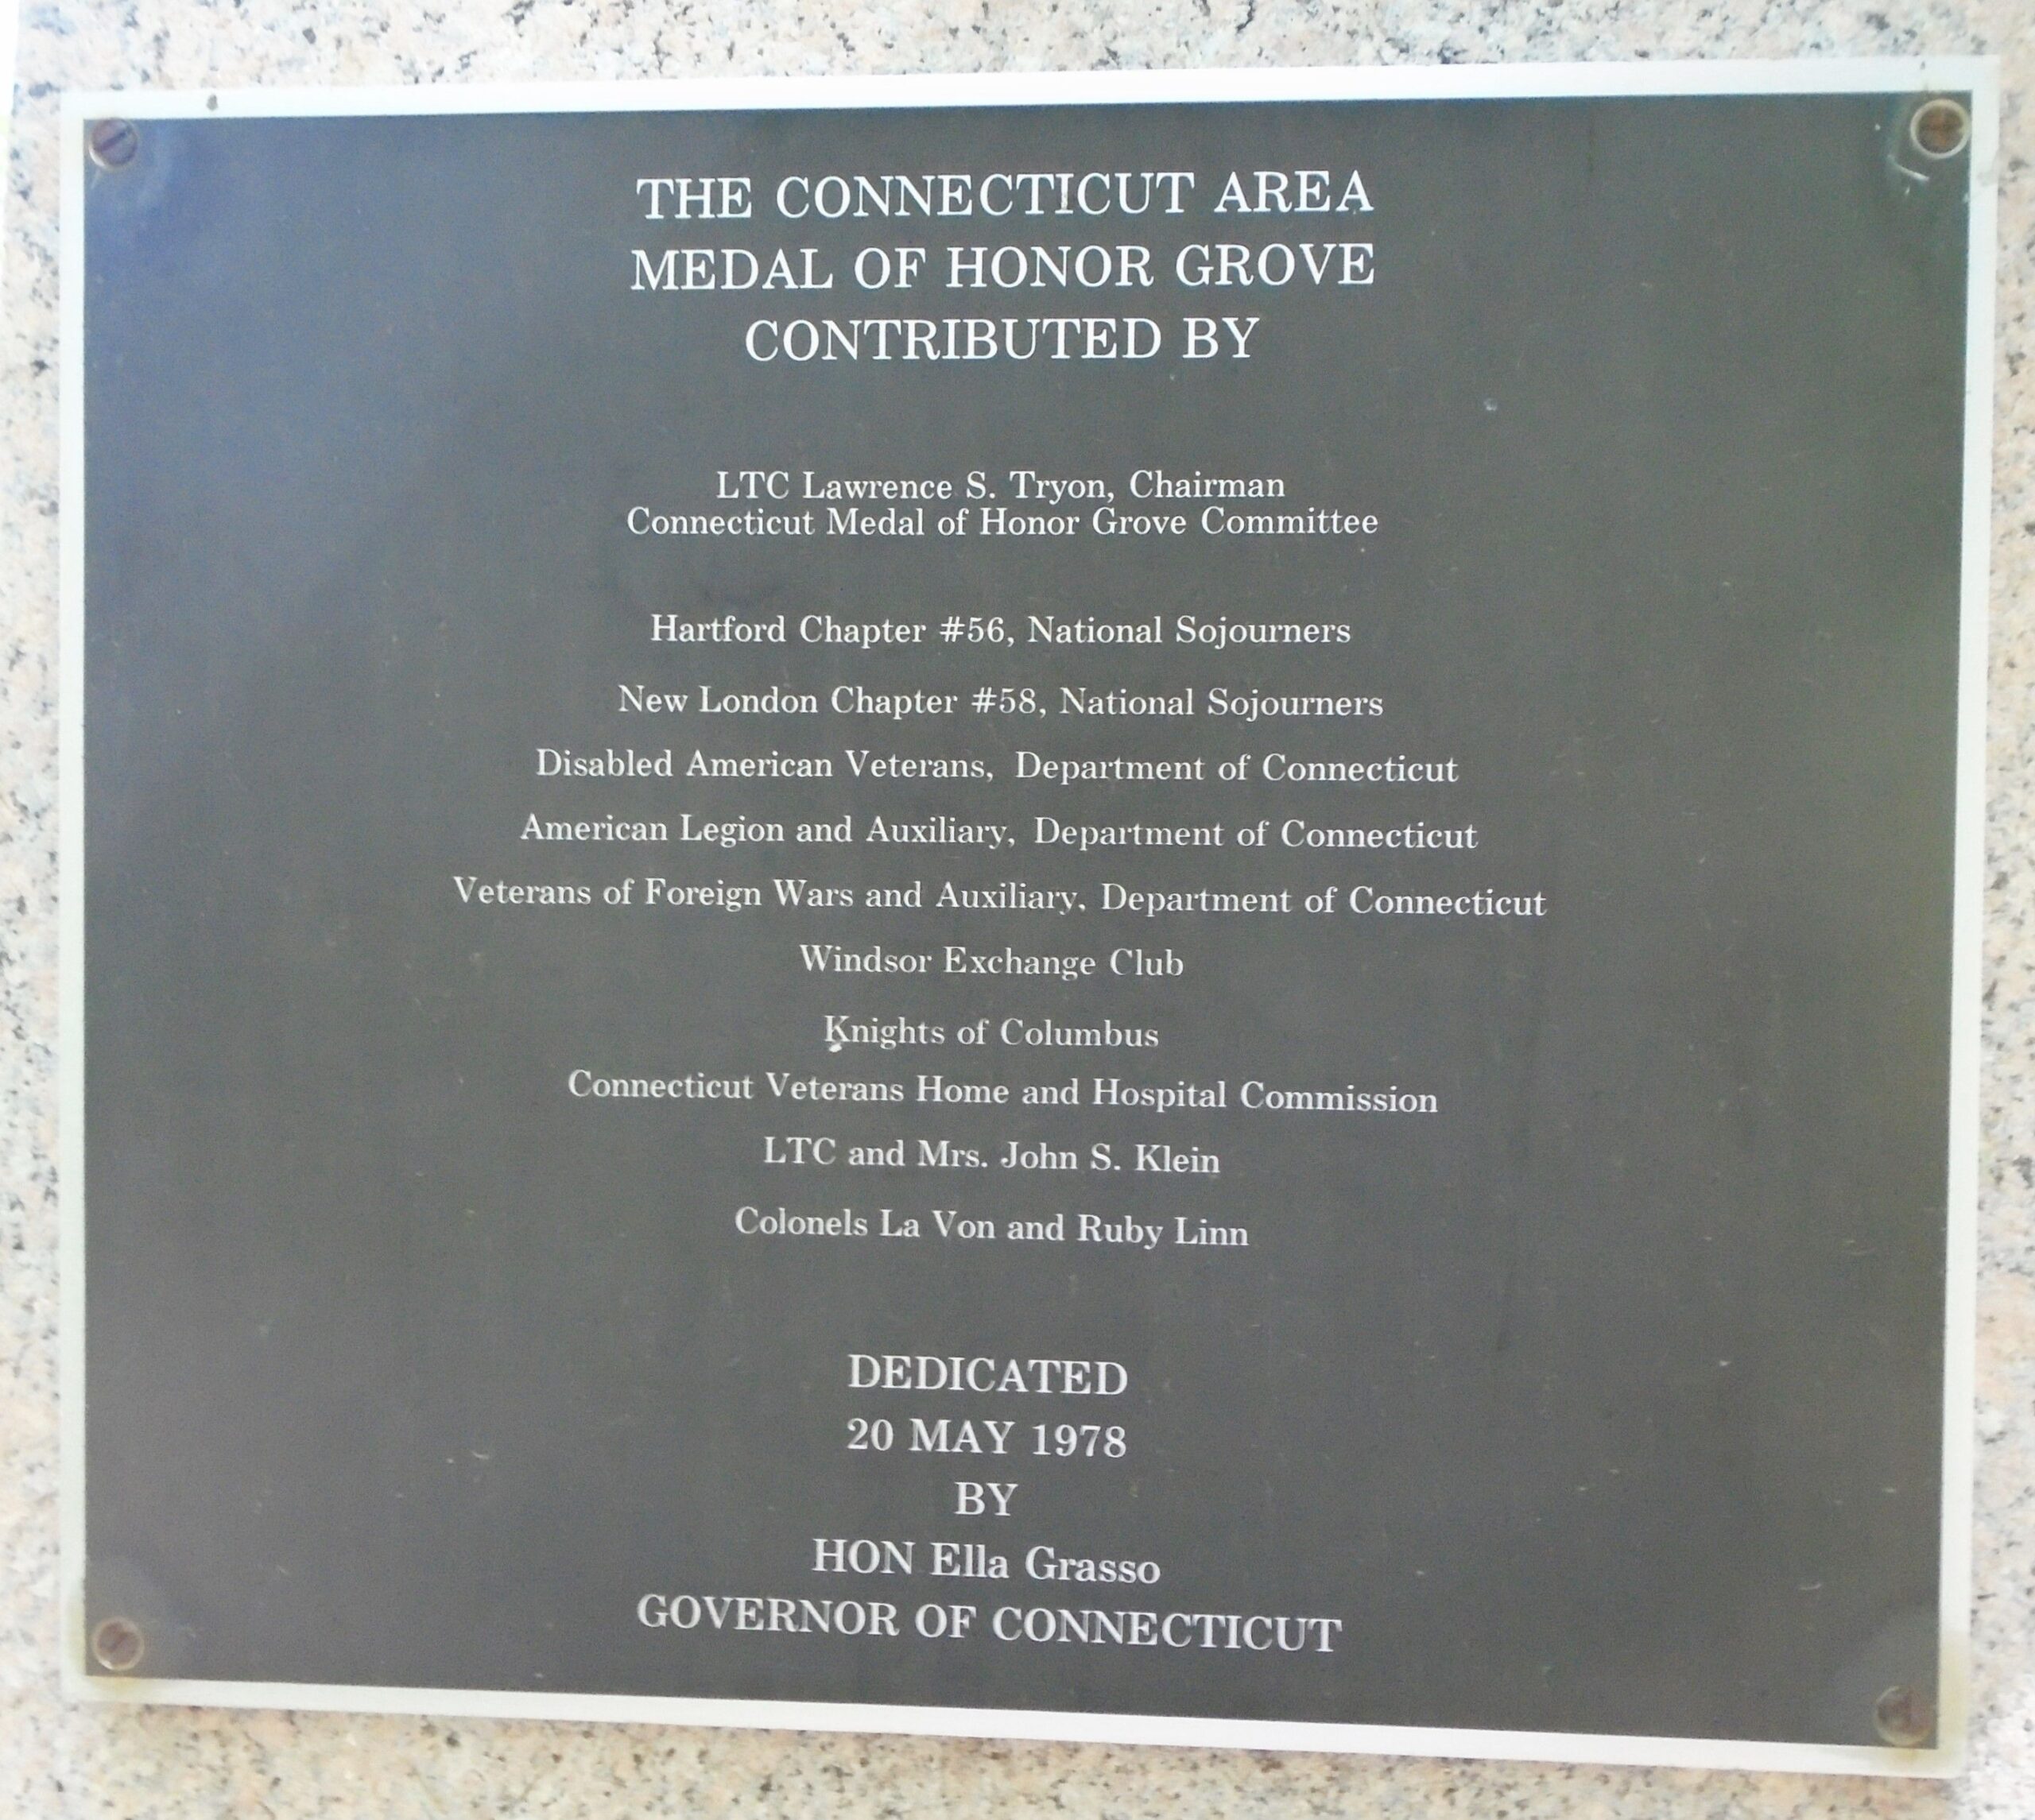 THE CONNECTICUT AREA
MEDAL OF HONOR GROVE
CONTRIBUTED BY
LTC Lawrence S. Tryon, Chairman
Connecticut Medal of Honor Grove Committee
Hartford Chapter #56, National Sojourners
New London Chapter #58, National Sojourners
Disabled American Veterans, Department of Connecticut
American Legion and Auxiliary, Department of Connecticut
Veterans of Foreign Wars and Auxiliary, Department of Connecticut
Windsor Exchange Club
Knights of Columbus
Connecticut Veterans Home and Hospital Commission
LTC and Mrs. John S. Klein
Colonels La Von and Ruby Linn
DEDICATED
20 MAY 1978
BY
HON Ella Grasso
GOVERNOR OF CONNECTICUT